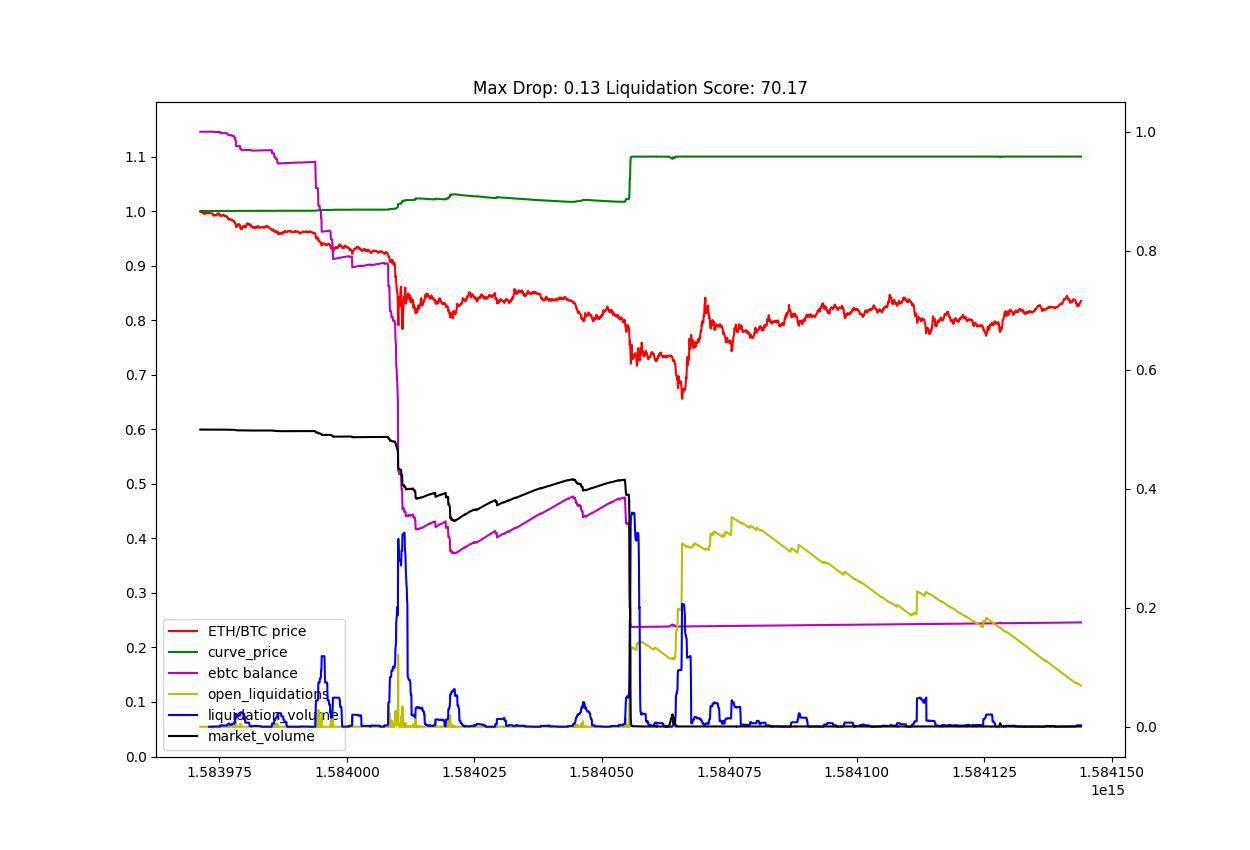 Max Drop: 0.13 Liquidation Score: 70.17
1.1
1.0
0.9
0.8
0.7
0.6
0.5
0.4
0.3
0.2
0.1
0.0
1.0
0.8
0.6
0.4
0.2
0.0
ETH/BTC price
curve_price
ebtc balance
open_liquidations
liquidation_volume
market_volume
1.583975 1.584000 1.584025 1.584050 1.584075 1.584100 1.584125 1.584150
1e15